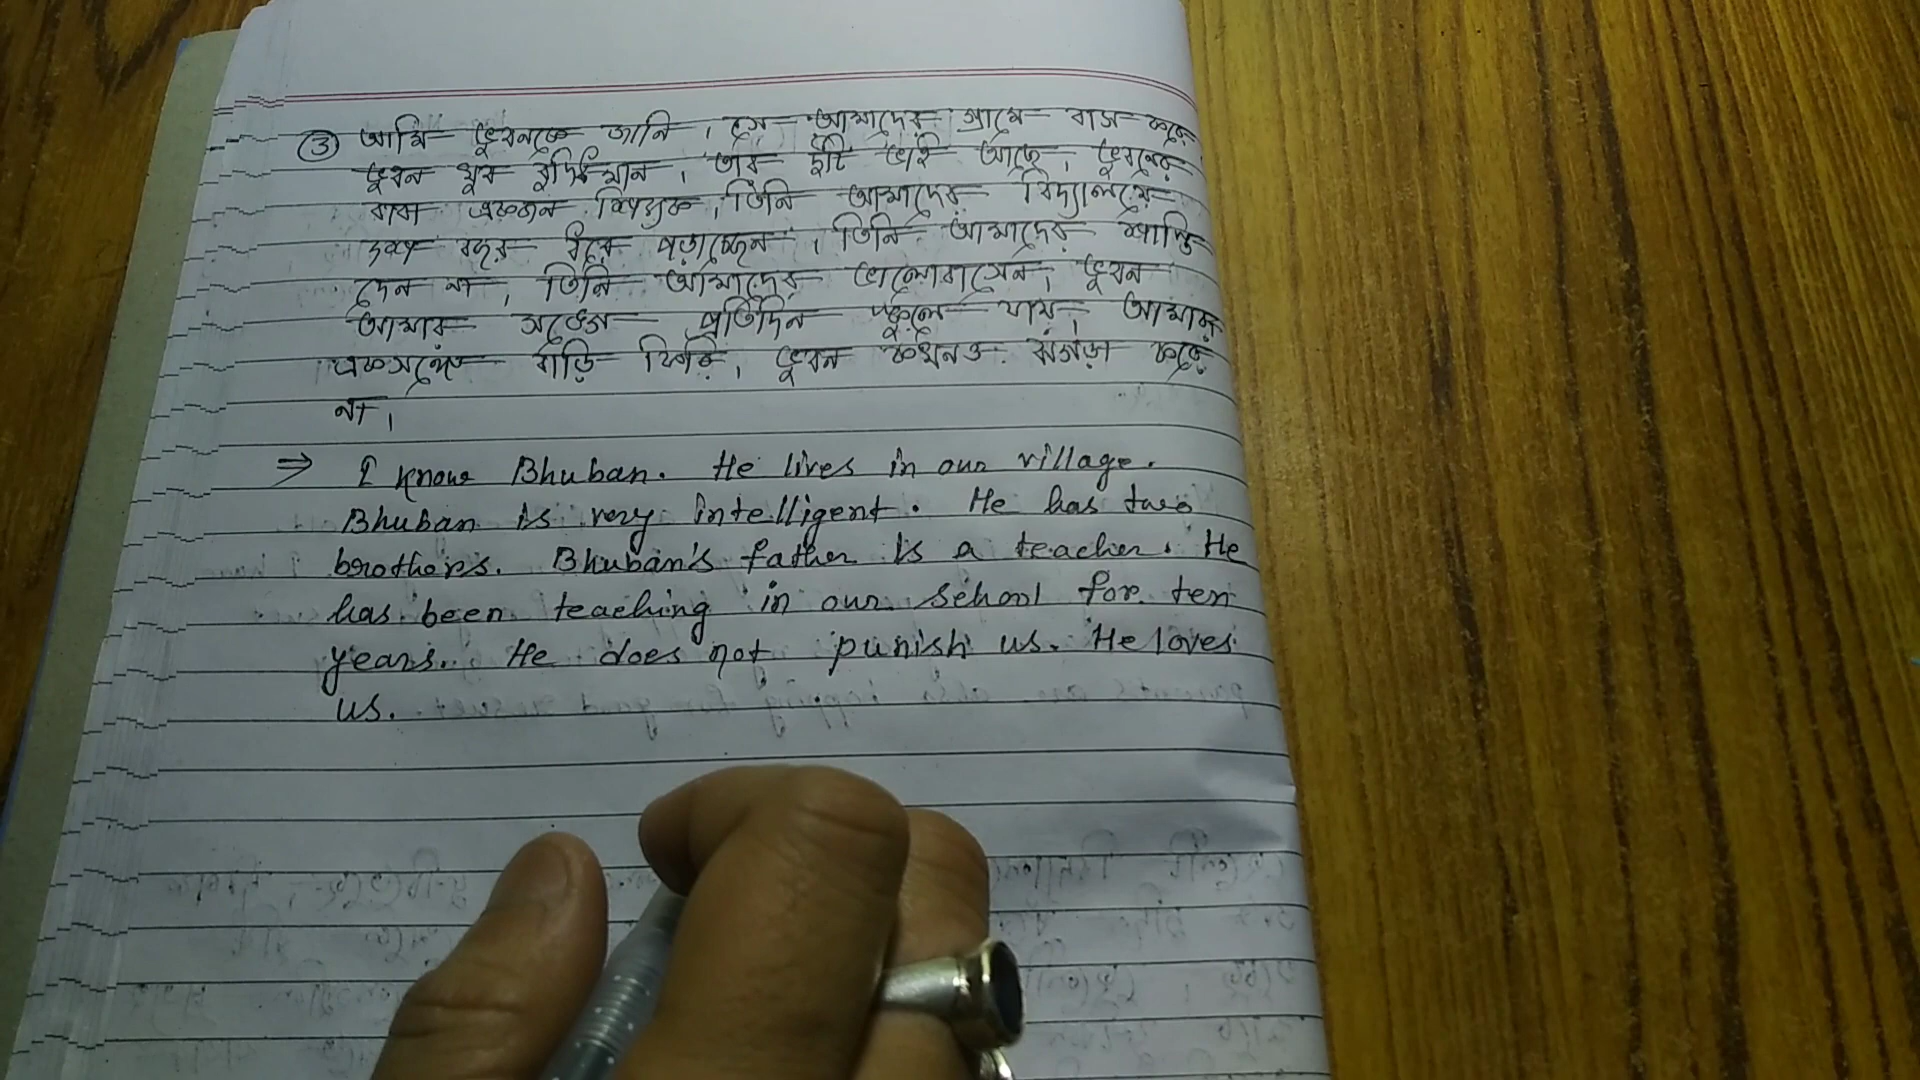 ③ আমি ভুবনকে জানি। সে আমাদের গ্রামে বাস করে
ভুবন খুব বুদ্ধিমান। তার দুটি ভাই আছে। ভুবনের
বাবা একজন শিক্ষক। তিনি আমাদের বিদ্যালয়ে
দশ বছর ধরে পড়াচ্ছেন। তিনি আমাদের শাস্তি
দেন না। তিনি আমাদের ভালোবাসেন। ভুবন
আমার সঙ্গে প্রতিদিন স্কুলে যায়। আমরা
একসঙ্গে বাড়ি ফিরি। ভুবন কখনও ঝগড়া করে
না।
⇒ I know Bhuban. He lives in our village.
Bhuban is very intelligent. He has two
brothers. Bhuban's father is a teacher. He
has been teaching in our school for ten
years. He does not punish us. He loves
us.